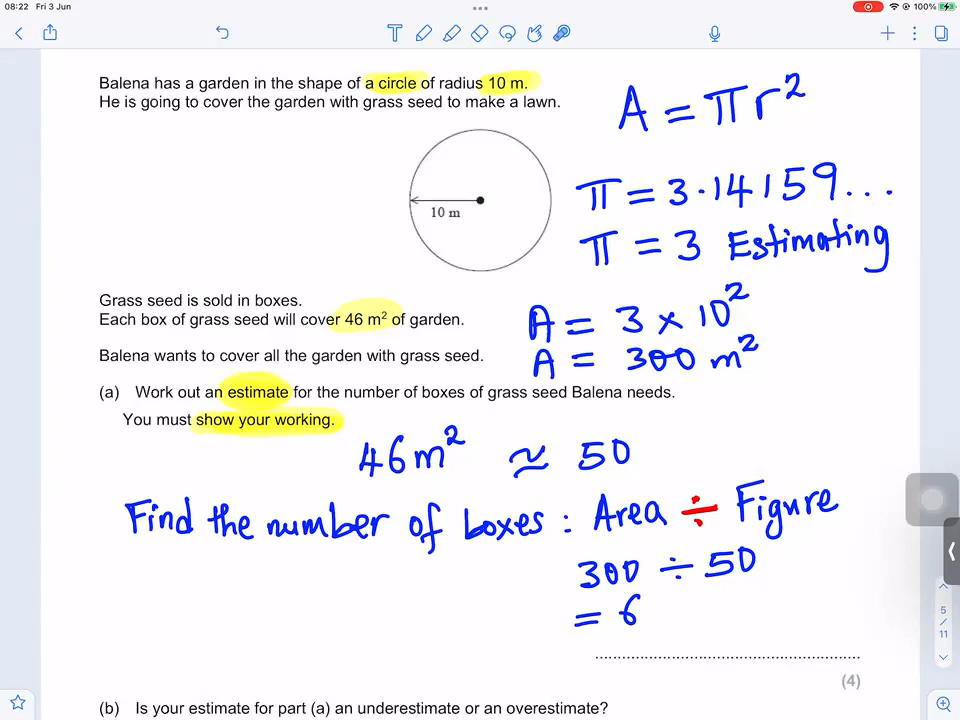 08:22 Fri 3 Jun
100%
Balena has a garden in the shape of a circle of radius 10 m.
He is going to cover the garden with grass seed to make a lawn.
A = πr²
10 m
π = 3.14159...
π = 3 Estimating
Grass seed is sold in boxes.
Each box of grass seed will cover 46 m² of garden.
A = 3 × 10²
Balena wants to cover all the garden with grass seed.
A = 300 m²
(a) Work out an estimate for the number of boxes of grass seed Balena needs.
You must show your working.
46m² ≈ 50
Find the number of boxes: Area ÷ Figure
300 ÷ 50
= 6
(4)
(b) Is your estimate for part (a) an underestimate or an overestimate?
5
/
11